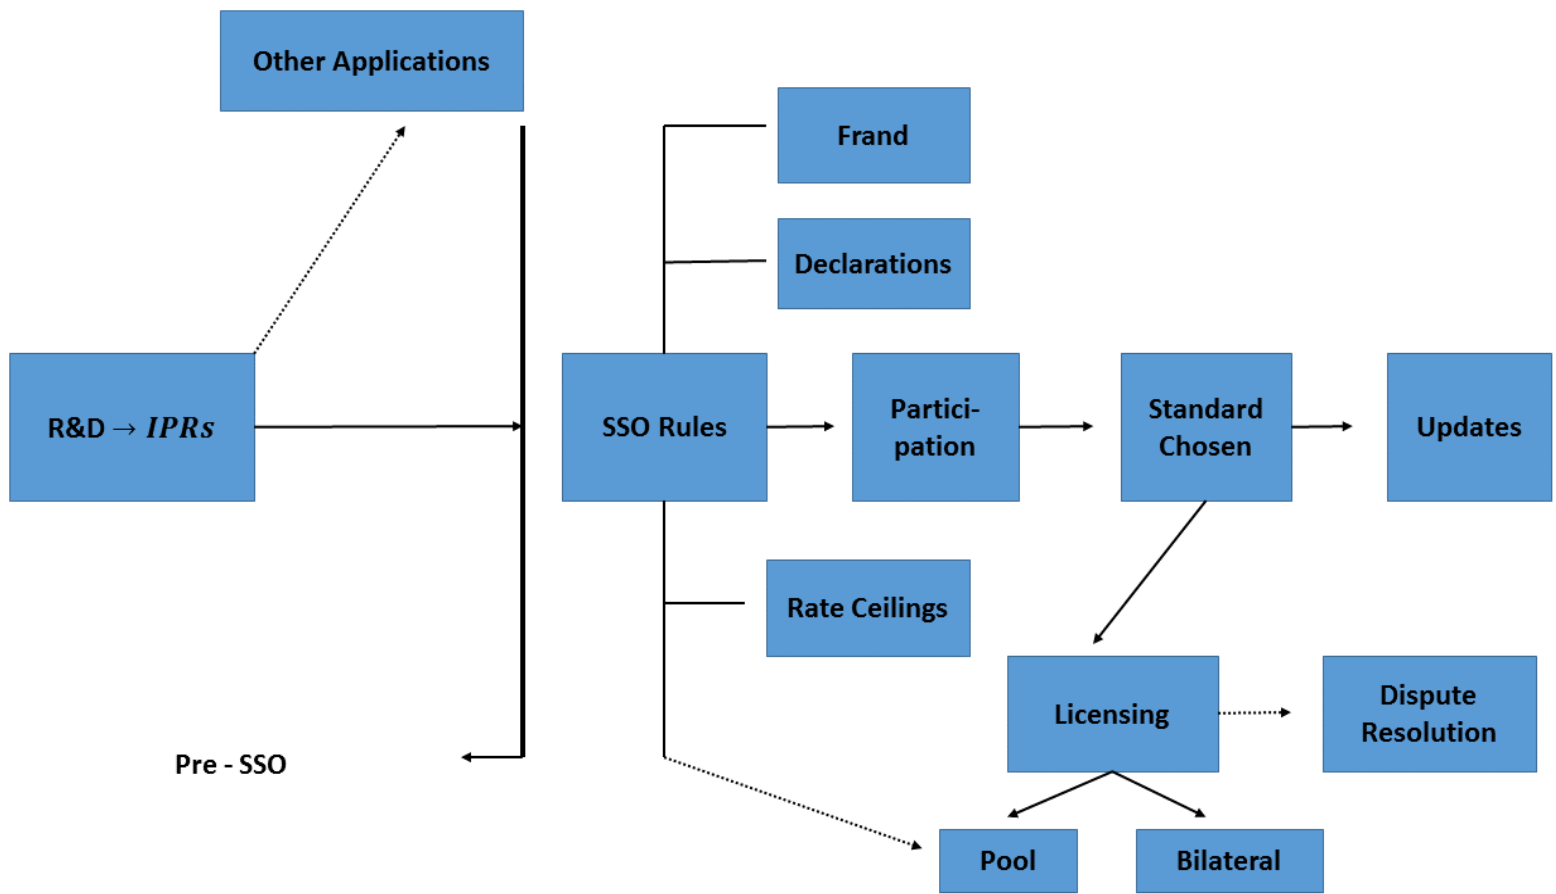 Other Applications
Frand
Declarations
R&D → IPRs
SSO Rules
Partici-
pation
Standard
Chosen
Updates
Rate Ceilings
Licensing
Dispute
Resolution
Pre - SSO
Pool
Bilateral